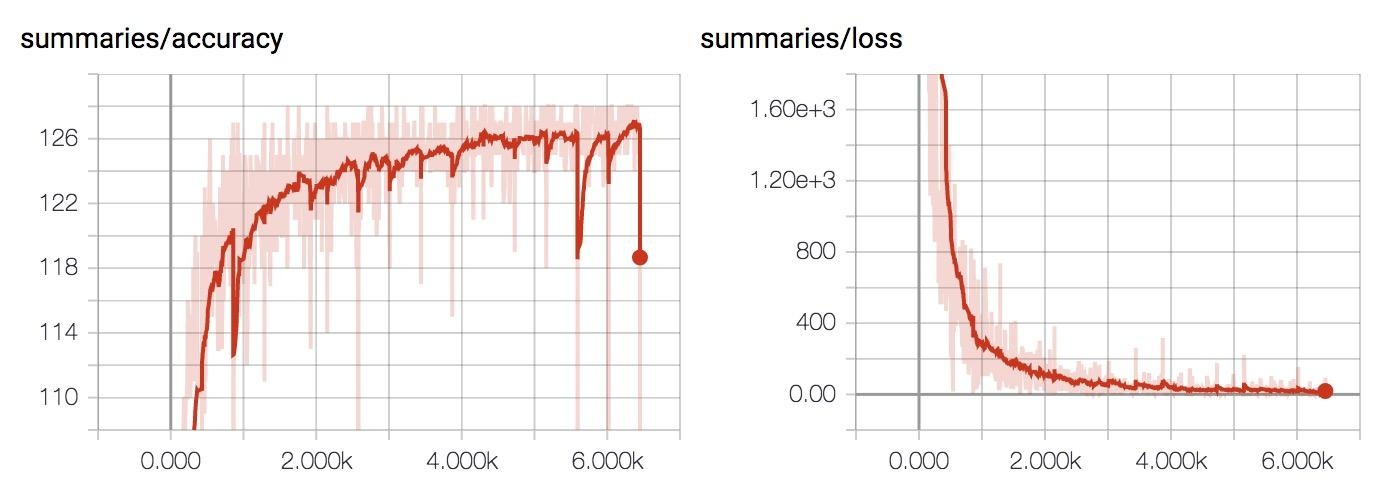 summaries/accuracy
126
122
118
114
110
0.000 2.000k 4.000k 6.000k
summaries/loss
1.60e+3
1.20e+3
800
400
0.00
0.000 2.000k 4.000k 6.000k